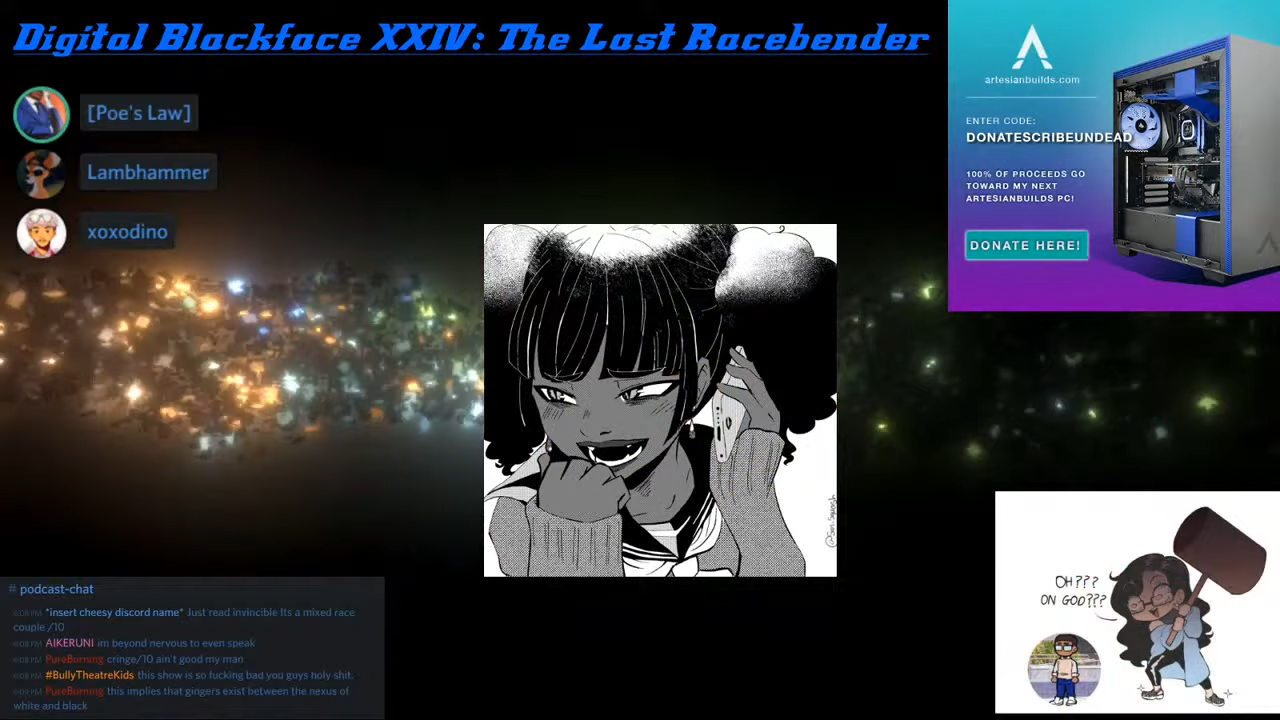 Digital Blackface XXIV: The Last Racebender
[Poe's Law]
Lambhammer
xoxodino
artesianbuilds.com
ENTER CODE:
DONATESCRIBEUNDEAD
100% OF PROCEEDS GO
TOWARD MY NEXT
ARTESIANBUILDS PC!
DONATE HERE!
OH???
ON GOD???
# podcast-chat
*insert cheesy discord name* Just read invincible Its a mixed race
couple /10
AIKERUNI im beyond nervous to even speak
PureBurning cringe/10 ain't good my man
#BullyTheatreKids this show is so fucking bad you guys holy shit.
PureBurning this implies that gingers exist between the nexus of
white and black